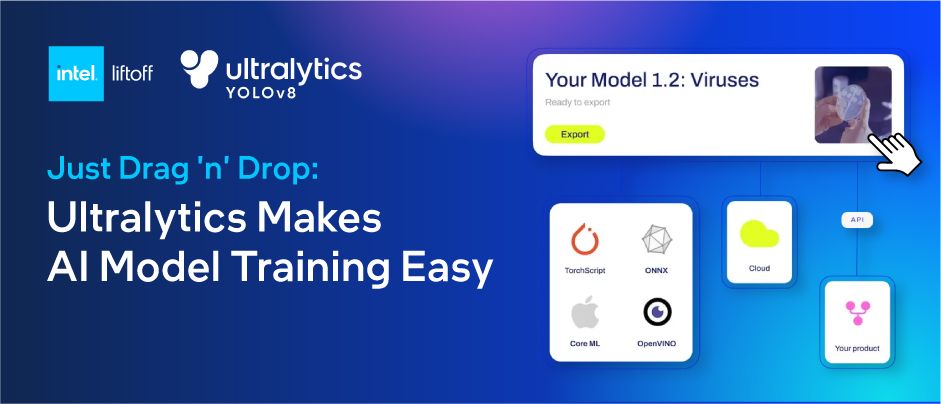 intel. liftoff
ultralytics
YOLOv8
Just Drag 'n' Drop:
Ultralytics Makes
AI Model Training Easy
Your Model 1.2: Viruses
Ready to export
Export
TorchScript
ONNX
Core ML
OpenVINO
Cloud
API
Your product